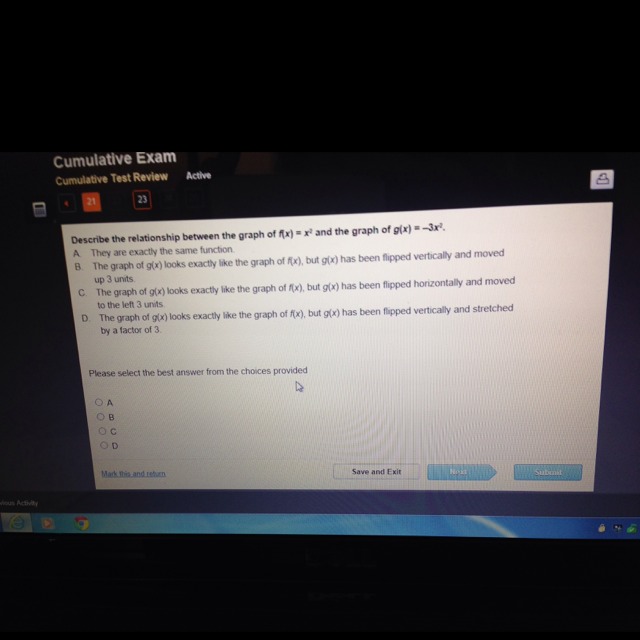 Cumulative Exam
Cumulative Test Review Active
21 23
Describe the relationship between the graph of f(x) = x² and the graph of g(x) = –3x².
A. They are exactly the same function.
B. The graph of g(x) looks exactly like the graph of f(x), but g(x) has been flipped vertically and moved
up 3 units.
C. The graph of g(x) looks exactly like the graph of f(x), but g(x) has been flipped horizontally and moved
to the left 3 units.
D. The graph of g(x) looks exactly like the graph of f(x), but g(x) has been flipped vertically and stretched
by a factor of 3.
Please select the best answer from the choices provided
A
B
C
D
Mark this and return Save and Exit Next Submit
Activity